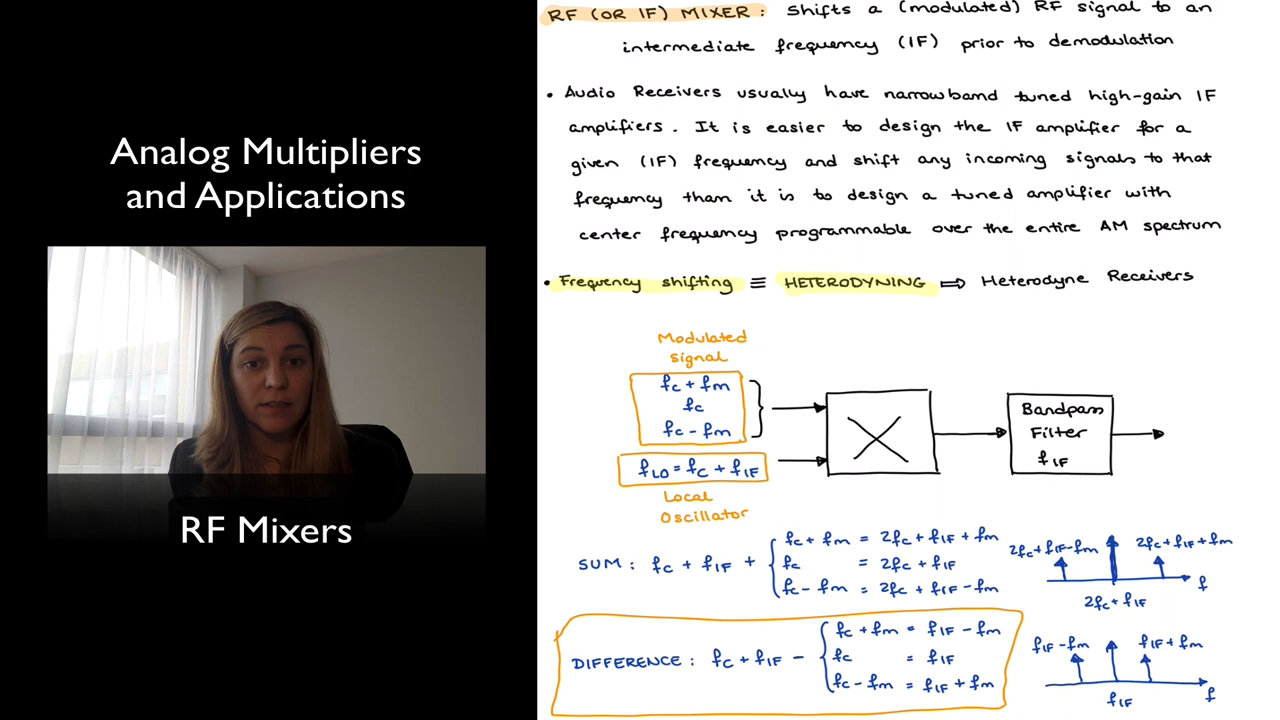 Analog Multipliers
and Applications
RF Mixers
RF (OR IF) MIXER: Shifts a (modulated) RF signal to an
intermediate frequency (IF) prior to demodulation
• Audio Receivers usually have narrowband tuned high-gain IF
amplifiers. It is easier to design the IF amplifier for a
given (IF) frequency and shift any incoming signals to that
frequency than it is to design a tuned amplifier with
center frequency programmable over the entire AM spectrum
• Frequency shifting ≡ HETERODYNING ⇒ Heterodyne Receivers
Modulated
signal
fc + fm
fc
fc - fm
fLO = fc + fIF
Local
Oscillator
Bandpass
Filter
fIF
SUM: fc + fIF +
fc + fm = 2fc + fIF + fm
fc = 2fc + fIF
fc - fm = 2fc + fIF - fm
2fc + fIF - fm
2fc + fIF + fm
f
2fc + fIF
DIFFERENCE: fc + fIF -
fc + fm = fIF - fm
fc = fIF
fc - fm = fIF + fm
fIF - fm
fIF + fm
f
fIF